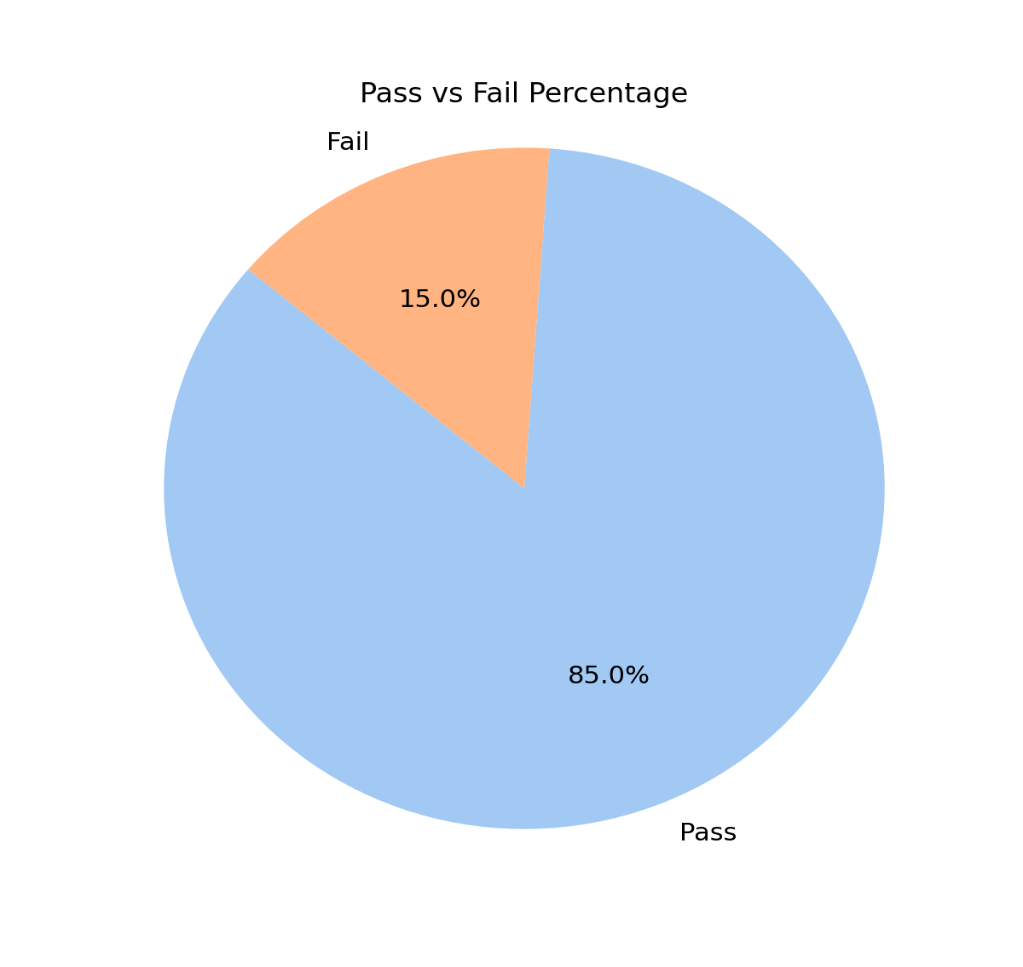 Pass vs Fail Percentage
Fail
15.0%
85.0%
Pass